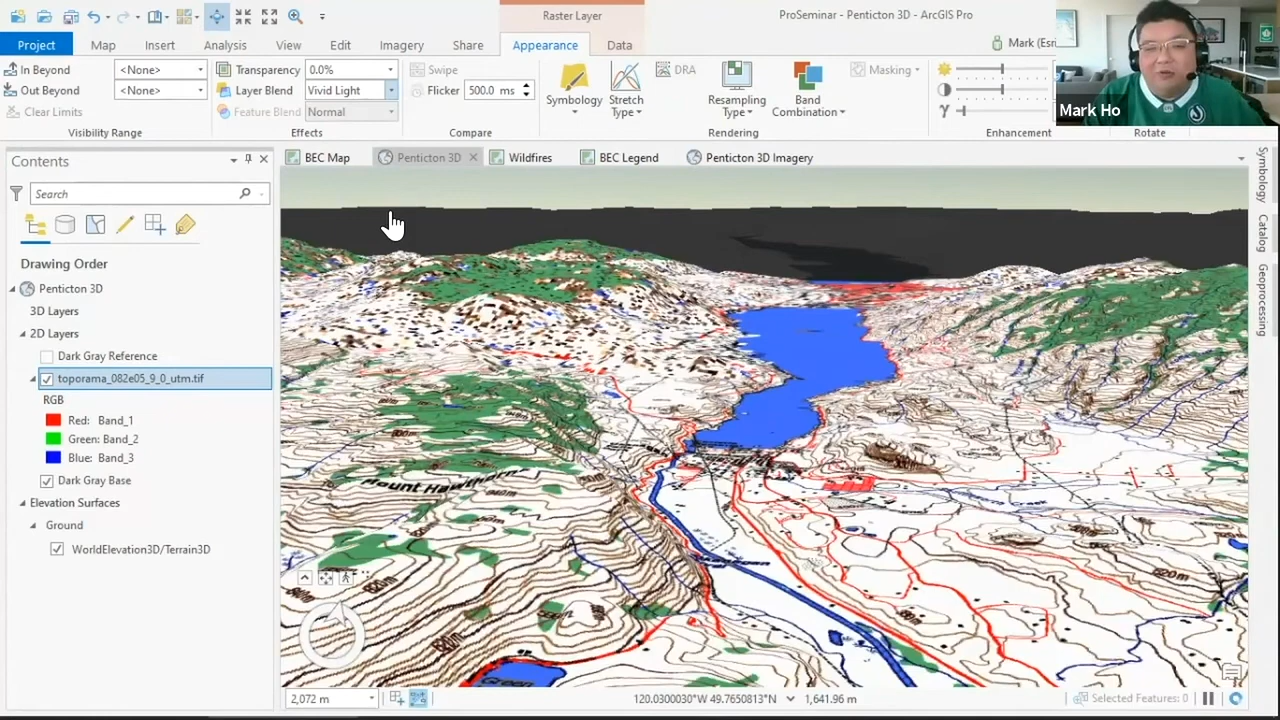 Raster Layer
ProSeminar - Penticton 3D - ArcGIS Pro
Project Map Insert Analysis View Edit Imagery Share Appearance Data
Mark (Esri
In Beyond <None>
Out Beyond <None>
Clear Limits
Visibility Range
Transparency 0.0%
Layer Blend Vivid Light
Feature Blend Normal
Effects
Swipe
Flicker 500.0 ms
Compare
Symbology
Stretch
Type
DRA
Resampling
Type
Band
Combination
Masking
Rendering
Enhancement
Rotate
Mark Ho
Contents
Search
Drawing Order
Penticton 3D
3D Layers
2D Layers
Dark Gray Reference
toporama_082e05_9_0_utm.tif
RGB
Red: Band_1
Green: Band_2
Blue: Band_3
Dark Gray Base
Elevation Surfaces
Ground
WorldElevation3D/Terrain3D
BEC Map Penticton 3D Wildfires BEC Legend Penticton 3D Imagery
Mount Hawthorne
Green
820m
Symbology
Catalog
Geoprocessing
2,072 m
120.0300030°W 49.7650813°N
1,641.96 m
Selected Features: 0